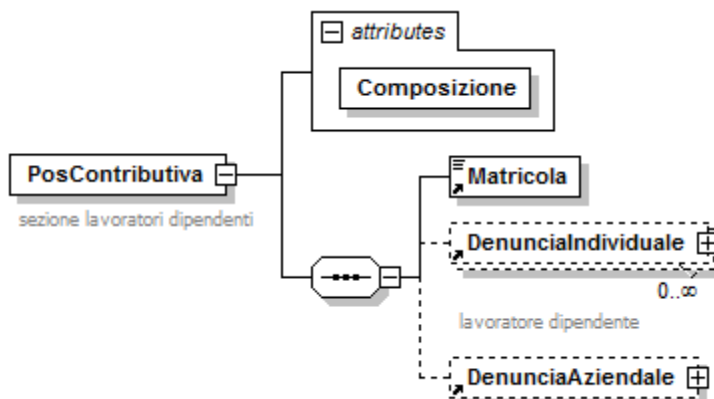 attributes
Composizione
PosContributiva
sezione lavoratori dipendenti
Matricola
DenunciaIndividuale
0..∞
lavoratore dipendente
DenunciaAziendale